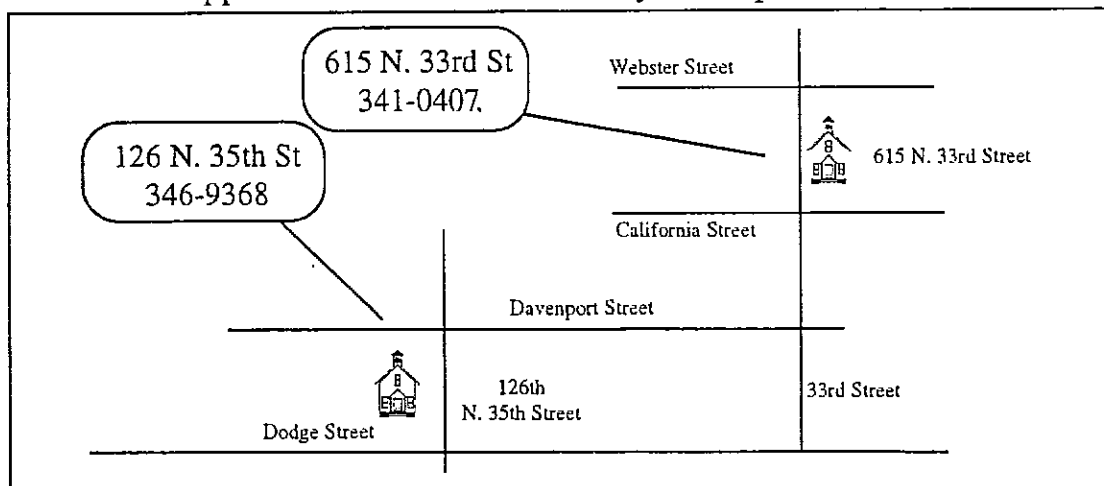 615 N. 33rd St
341-0407.
Webster Street
126 N. 35th St
346-9368
615 N. 33rd Street
California Street
Davenport Street
126th
N. 35th Street
33rd Street
Dodge Street